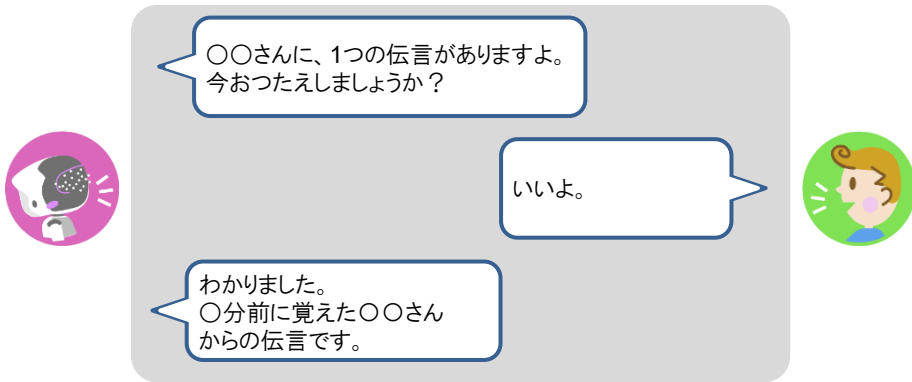 〇〇さんに、1つの伝言がありますよ。
今おつたえしましょうか？
いいよ。
わかりました。
〇分前に覚えた〇〇さん
からの伝言です。